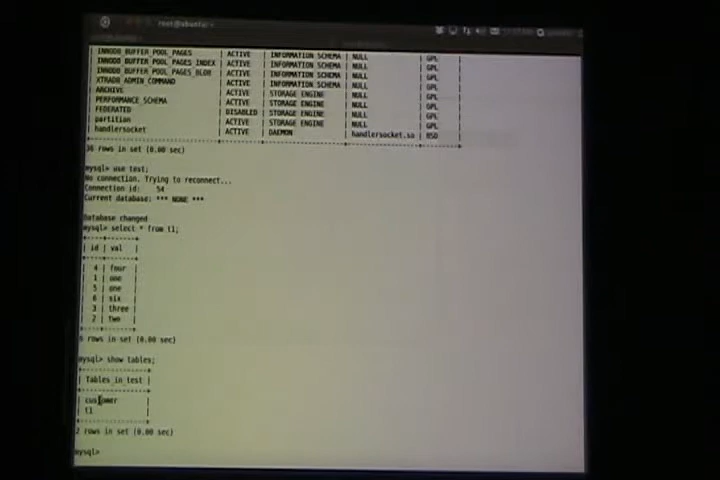 root@ubuntu: ~
| INNODB_BUFFER_POOL_PAGES | ACTIVE | INFORMATION SCHEMA | NULL | GPL |
| INNODB_BUFFER_POOL_PAGES_INDEX | ACTIVE | INFORMATION SCHEMA | NULL | GPL |
| INNODB_BUFFER_POOL_PAGES_BLOB | ACTIVE | INFORMATION SCHEMA | NULL | GPL |
| XTRADB_ADMIN_COMMAND | ACTIVE | INFORMATION SCHEMA | NULL | GPL |
| ARCHIVE | ACTIVE | STORAGE ENGINE | NULL | GPL |
| PERFORMANCE_SCHEMA | ACTIVE | STORAGE ENGINE | NULL | GPL |
| FEDERATED | DISABLED | STORAGE ENGINE | NULL | GPL |
| partition | ACTIVE | STORAGE ENGINE | NULL | GPL |
| handlersocket | ACTIVE | DAEMON | handlersocket.so | BSD |
36 rows in set (0.00 sec)
mysql> use test;
No connection. Trying to reconnect...
Connection id: 54
Current database: *** NONE ***
Database changed
mysql> select * from t1;
| id | val |
| 4 | four |
| 1 | one |
| 5 | one |
| 6 | six |
| 3 | three |
| 2 | two |
6 rows in set (0.00 sec)
mysql> show tables;
| Tables_in_test |
| customer |
| t1 |
2 rows in set (0.00 sec)
mysql>